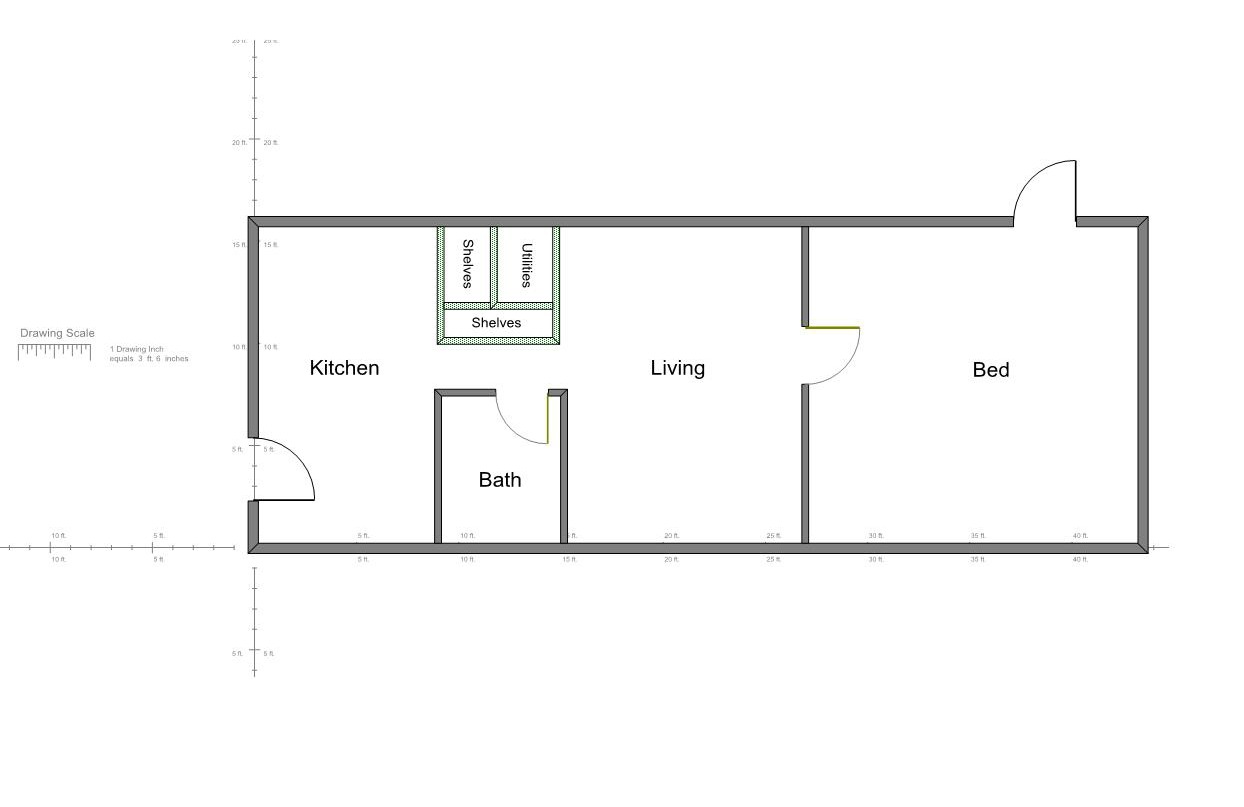 25 ft.
20 ft. 20 ft.
15 ft. 15 ft.
Shelves
Utilities
Shelves
Drawing Scale
1 Drawing Inch
equals 3 ft. 6 inches
10 ft. 10 ft.
Kitchen
Living
Bed
5 ft. 5 ft.
Bath
10 ft. 5 ft. 5 ft. 10 ft. 20 ft. 25 ft. 30 ft. 35 ft. 40 ft.
10 ft. 5 ft. 5 ft. 10 ft. 15 ft. 20 ft. 25 ft. 30 ft. 35 ft. 40 ft.
5 ft. 5 ft.